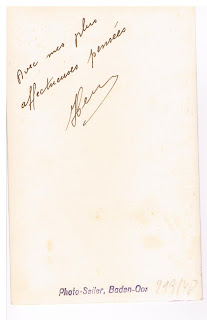 Avec mes plus
affectueuses pensées
Photo-Seiler, Baden-Oos